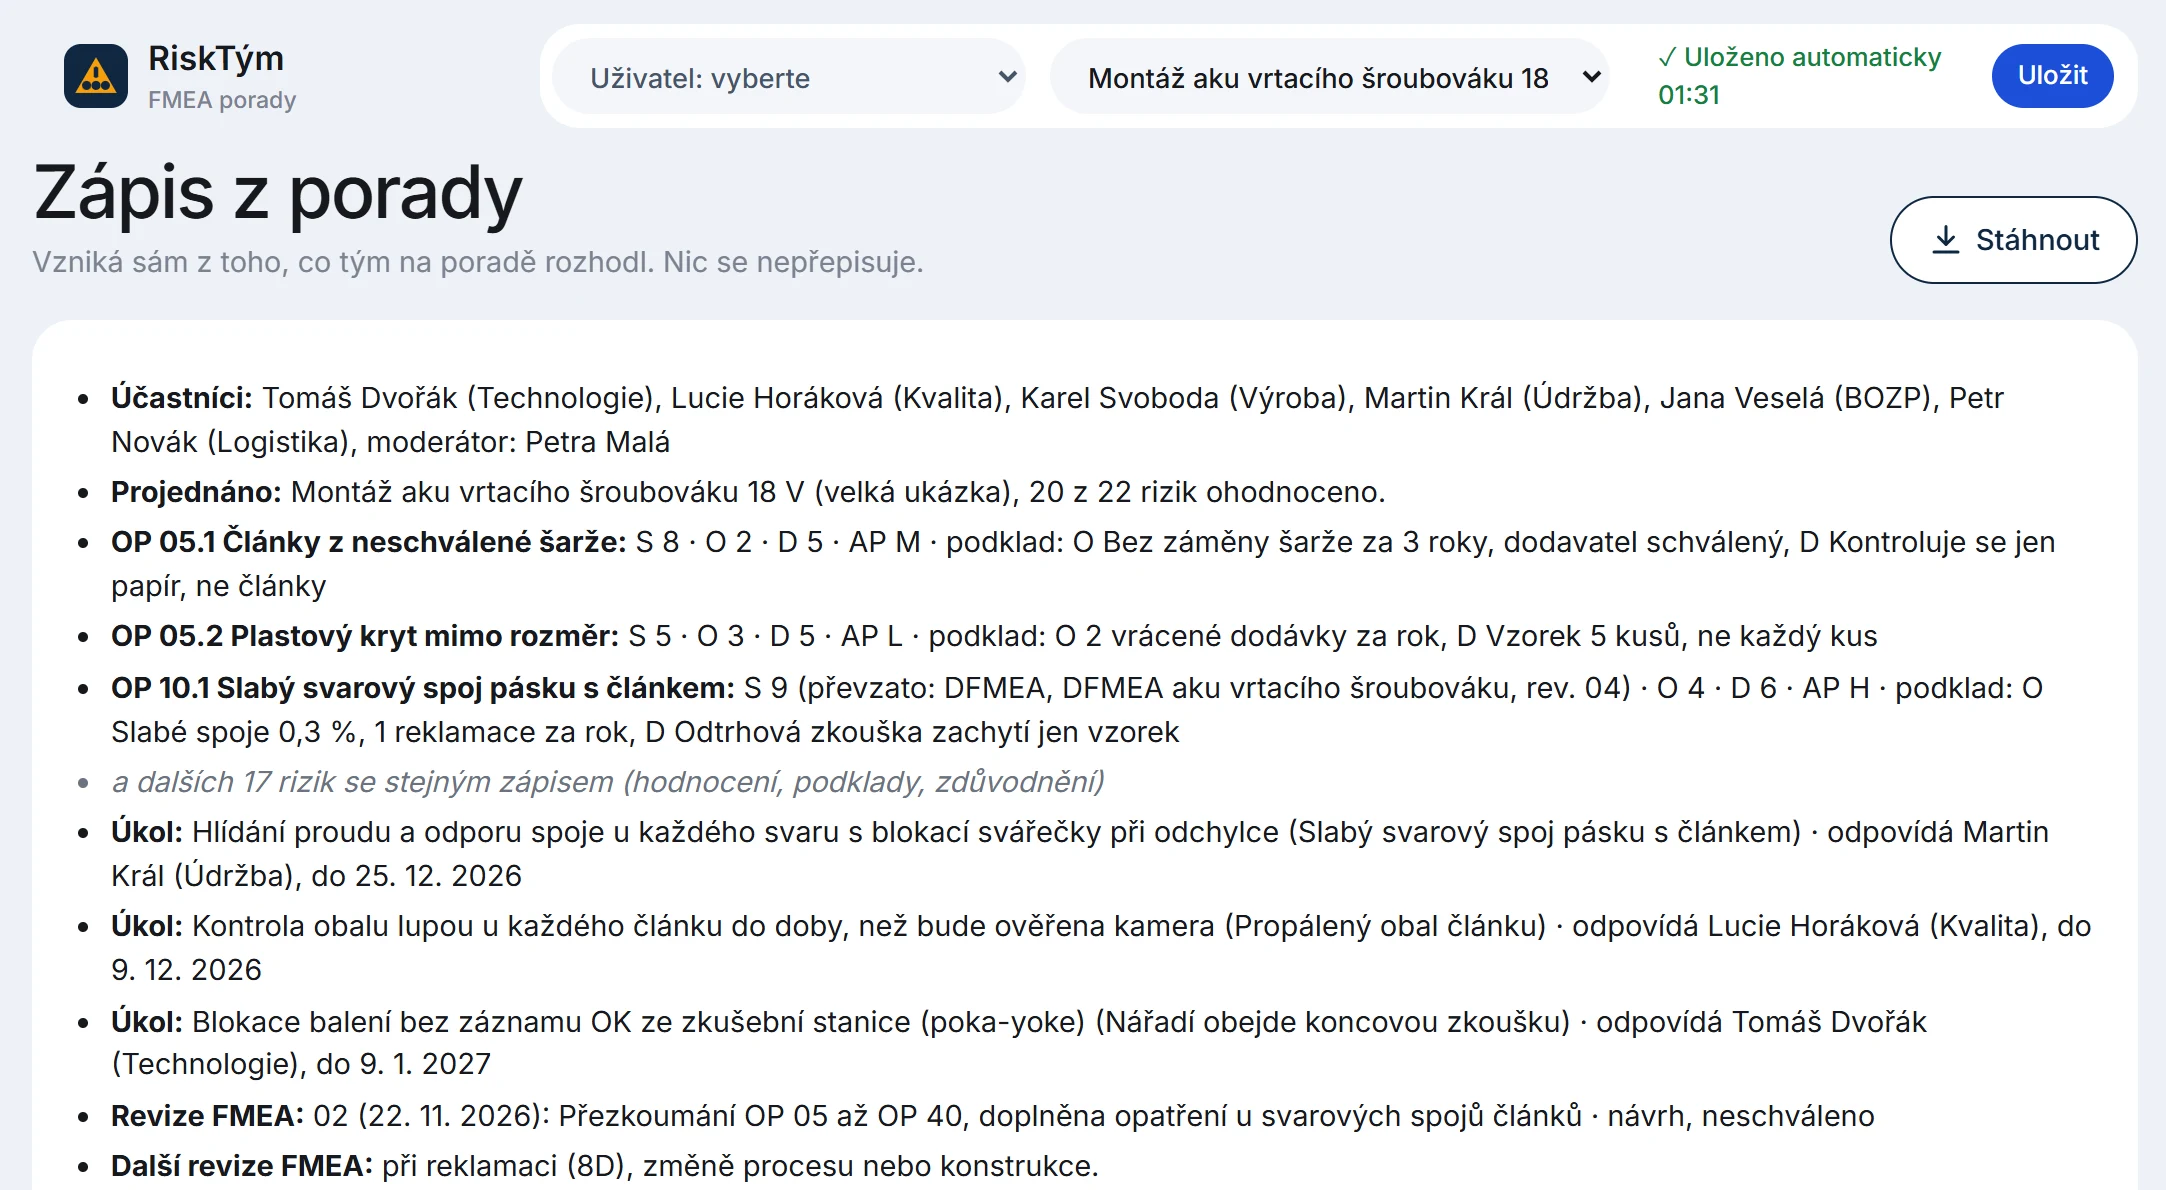 RiskTým
FMEA porady
Uživatel: vyberte
Montáž aku vrtacího šroubováku 18
✓ Uloženo automaticky
01:31
Uložit
Zápis z porady
Vzniká sám z toho, co tým na poradě rozhodl. Nic se nepřepisuje.
Stáhnout
• Účastníci: Tomáš Dvořák (Technologie), Lucie Horáková (Kvalita), Karel Svoboda (Výroba), Martin Král (Údržba), Jana Veselá (BOZP), Petr
Novák (Logistika), moderátor: Petra Malá
• Projednáno: Montáž aku vrtacího šroubováku 18 V (velká ukázka), 20 z 22 rizik ohodnoceno.
• OP 05.1 Články z neschválené šarže: S 8 · O 2 · D 5 · AP M · podklad: O Bez záměny šarže za 3 roky, dodavatel schválený, D Kontroluje se jen
papír, ne články
• OP 05.2 Plastový kryt mimo rozměr: S 5 · O 3 · D 5 · AP L · podklad: O 2 vrácené dodávky za rok, D Vzorek 5 kusů, ne každý kus
• OP 10.1 Slabý svarový spoj pásku s článkem: S 9 (převzato: DFMEA, DFMEA aku vrtacího šroubováku, rev. 04) · O 4 · D 6 · AP H · podklad: O
Slabé spoje 0,3 %, 1 reklamace za rok, D Odtrhová zkouška zachytí jen vzorek
• a dalších 17 rizik se stejným zápisem (hodnocení, podklady, zdůvodnění)
• Úkol: Hlídání proudu a odporu spoje u každého svaru s blokací svářečky při odchylce (Slabý svarový spoj pásku s článkem) · odpovídá Martin
Král (Údržba), do 25. 12. 2026
• Úkol: Kontrola obalu lupou u každého článku do doby, než bude ověřena kamera (Propálený obal článku) · odpovídá Lucie Horáková (Kvalita), do
9. 12. 2026
• Úkol: Blokace balení bez záznamu OK ze zkušební stanice (poka-yoke) (Nářadí obejde koncovou zkoušku) · odpovídá Tomáš Dvořák
(Technologie), do 9. 1. 2027
• Revize FMEA: 02 (22. 11. 2026): Přezkoumání OP 05 až OP 40, doplněna opatření u svarových spojů článků · návrh, neschváleno
• Další revize FMEA: při reklamaci (8D), změně procesu nebo konstrukce.